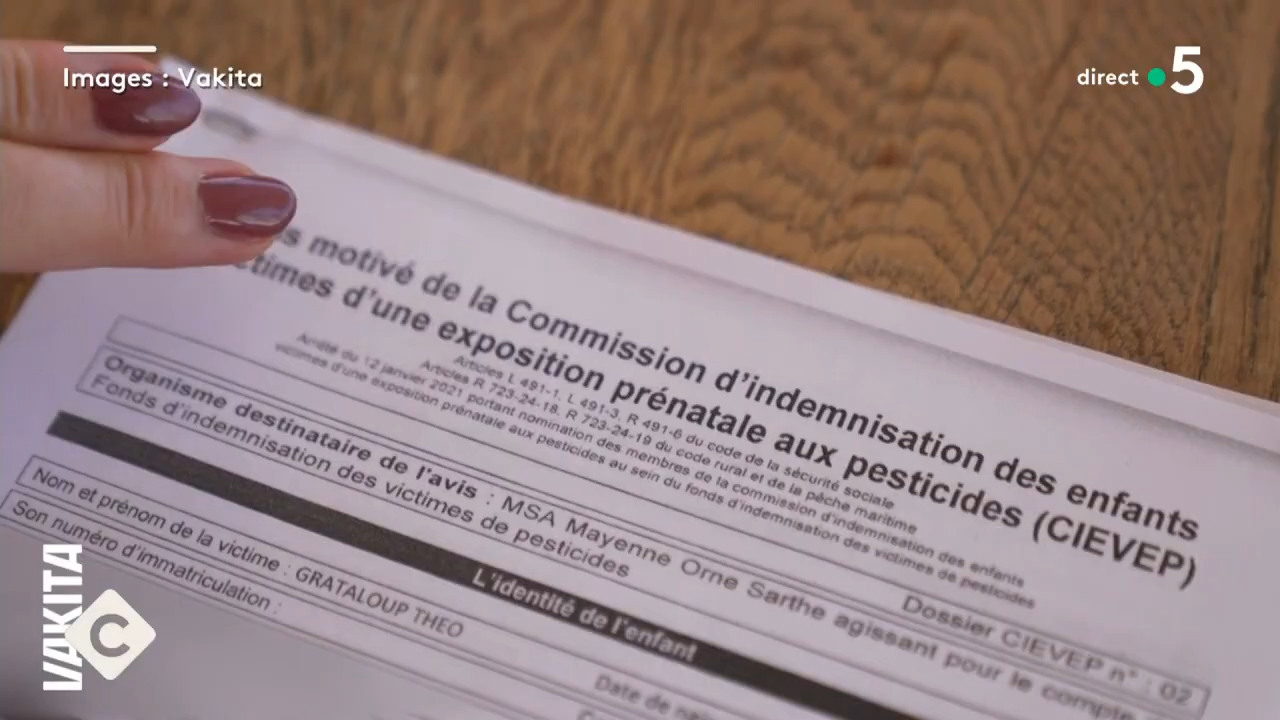 Images : Vakita
direct 5
motivé de la Commission d'indemnisation des enfants
d'une exposition prénatale aux pesticides (CIEVEP)
Articles L 491-1, L 491-3, R 491-6 du code de la sécurité sociale
Articles R 723-24-18, R 723-24-19 du code rural et de la pêche maritime
Arrêté du 12 janvier 2021 portant nomination des membres de la commission d'indemnisation des enfants
victimes d'une exposition prénatale aux pesticides au sein du fonds d'indemnisation des victimes de pesticides
Dossier CIEVEP n° : 02
Organisme destinataire de l'avis : MSA Mayenne Orne Sarthe agissant pour le compte
Fonds d'indemnisation des victimes de pesticides
L'identité de l'enfant
Nom et prénom de la victime : GRATALOUP THEO
Son numéro d'immatriculation :
Date de
VAKITA
C